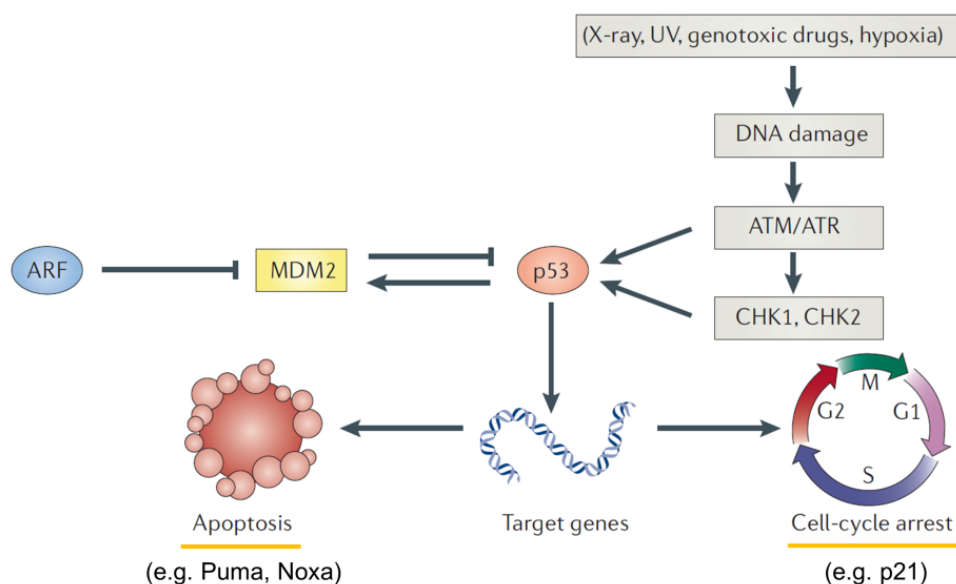 (X-ray, UV, genotoxic drugs, hypoxia)
DNA damage
ATM/ATR
ARF
MDM2
p53
CHK1, CHK2
M
G2
G1
S
Apoptosis
Target genes
Cell-cycle arrest
(e.g. Puma, Noxa)
(e.g. p21)